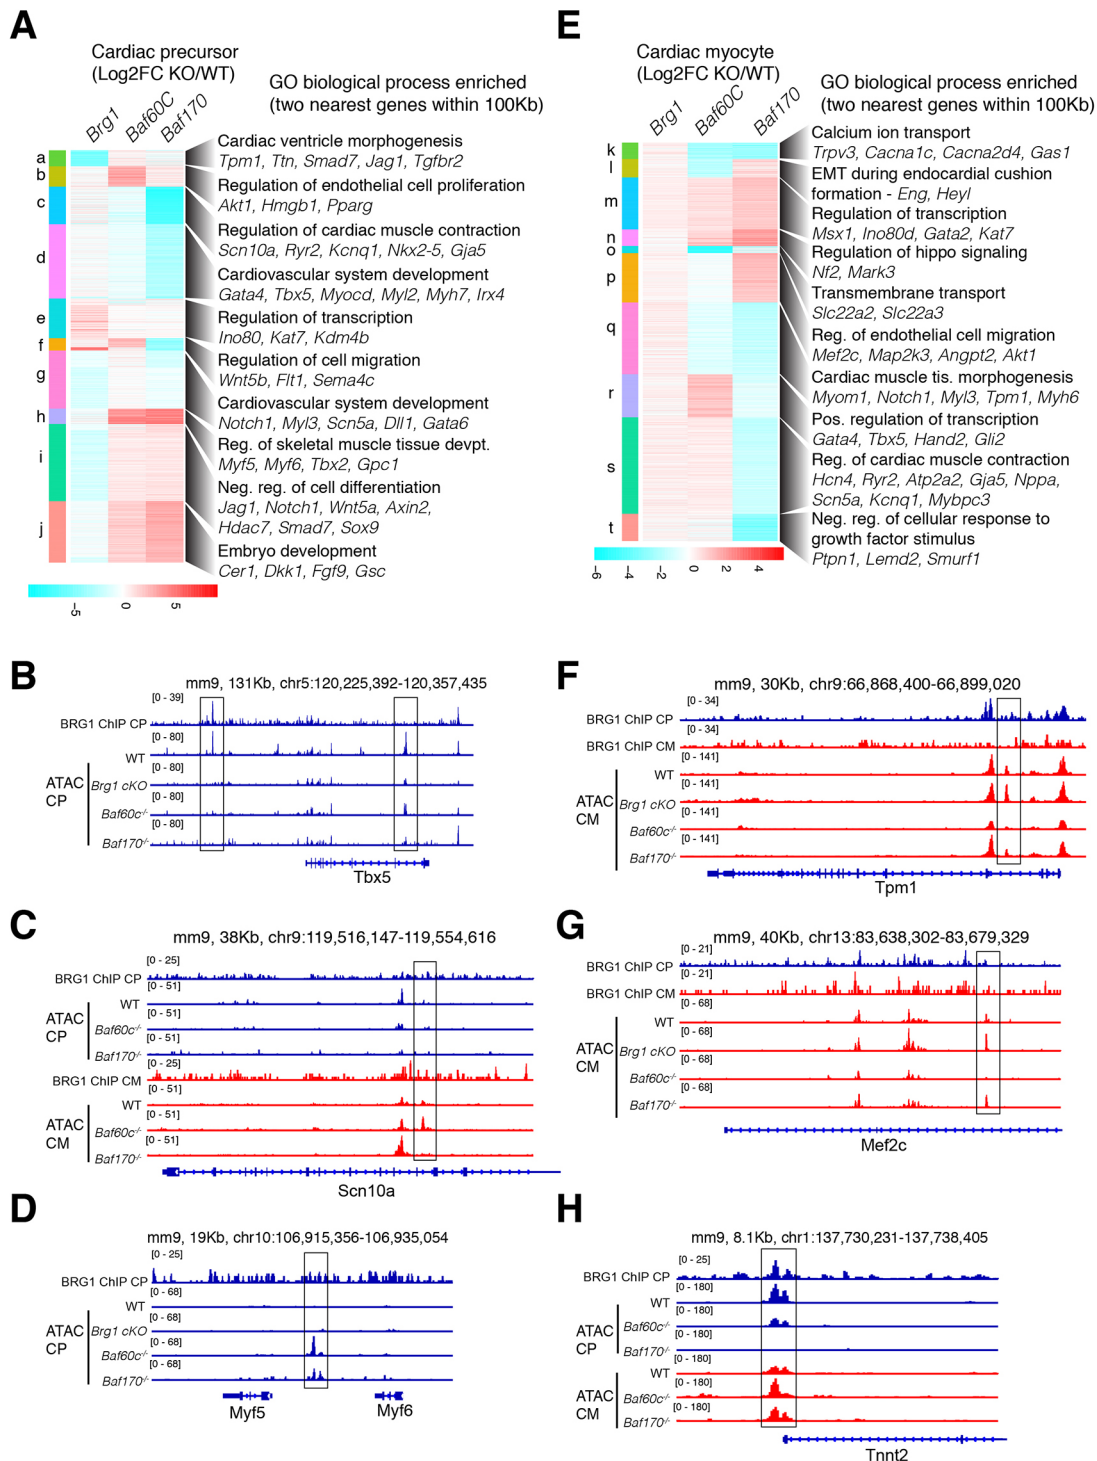 A
Cardiac precursor
(Log2FC KO/WT)
GO biological process enriched
(two nearest genes within 100Kb)
Brg1
Baf60C
Baf170
a
b
c
d
e
f
g
h
i
j
Cardiac ventricle morphogenesis
Tpm1, Ttn, Smad7, Jag1, Tgfbr2
Regulation of endothelial cell proliferation
Akt1, Hmgb1, Pparg
Regulation of cardiac muscle contraction
Scn10a, Ryr2, Kcnq1, Nkx2-5, Gja5
Cardiovascular system development
Gata4, Tbx5, Myocd, Myl2, Myh7, Irx4
Regulation of transcription
Ino80, Kat7, Kdm4b
Regulation of cell migration
Wnt5b, Flt1, Sema4c
Cardiovascular system development
Notch1, Myl3, Scn5a, Dll1, Gata6
Reg. of skeletal muscle tissue devpt.
Myf5, Myf6, Tbx2, Gpc1
Neg. reg. of cell differentiation
Jag1, Notch1, Wnt5a, Axin2,
Hdac7, Smad7, Sox9
Embryo development
Cer1, Dkk1, Fgf9, Gsc
-5
0
5
E
Cardiac myocyte
(Log2FC KO/WT)
GO biological process enriched
(two nearest genes within 100Kb)
Brg1
Baf60C
Baf170
k
l
m
n
o
p
q
r
s
t
Calcium ion transport
Trpv3, Cacna1c, Cacna2d4, Gas1
EMT during endocardial cushion
formation - Eng, Heyl
Regulation of transcription
Msx1, Ino80d, Gata2, Kat7
Regulation of hippo signaling
Nf2, Mark3
Transmembrane transport
Slc22a2, Slc22a3
Reg. of endothelial cell migration
Mef2c, Map2k3, Angpt2, Akt1
Cardiac muscle tis. morphogenesis
Myom1, Notch1, Myl3, Tpm1, Myh6
Pos. regulation of transcription
Gata4, Tbx5, Hand2, Gli2
Reg. of cardiac muscle contraction
Hcn4, Ryr2, Atp2a2, Gja5, Nppa,
Scn5a, Kcnq1, Mybpc3
Neg. reg. of cellular response to
growth factor stimulus
Ptpn1, Lemd2, Smurf1
-6
-4
-2
0
2
4
B
mm9, 131Kb, chr5:120,225,392-120,357,435
[0 - 39]
BRG1 ChIP CP
[0 - 80]
WT
[0 - 80]
ATAC
CP
Brg1 cKO
[0 - 80]
Baf60c-/-
[0 - 80]
Baf170-/-
Tbx5
C
mm9, 38Kb, chr9:119,516,147-119,554,616
[0 - 25]
BRG1 ChIP CP
[0 - 51]
WT
[0 - 51]
ATAC
CP
Baf60c-/-
[0 - 51]
Baf170-/-
[0 - 25]
BRG1 ChIP CM
[0 - 51]
WT
[0 - 51]
ATAC
CM
Baf60c-/-
[0 - 51]
Baf170-/-
Scn10a
D
mm9, 19Kb, chr10:106,915,356-106,935,054
[0 - 25]
BRG1 ChIP CP
[0 - 68]
WT
[0 - 68]
ATAC
CP
Brg1 cKO
[0 - 68]
Baf60c-/-
[0 - 68]
Baf170-/-
Myf5
Myf6
F
mm9, 30Kb, chr9:66,868,400-66,899,020
[0 - 34]
BRG1 ChIP CP
[0 - 34]
BRG1 ChIP CM
[0 - 141]
WT
[0 - 141]
ATAC
CM
Brg1 cKO
[0 - 141]
Baf60c-/-
[0 - 141]
Baf170-/-
Tpm1
G
mm9, 40Kb, chr13:83,638,302-83,679,329
[0 - 21]
BRG1 ChIP CP
[0 - 21]
BRG1 ChIP CM
[0 - 68]
WT
[0 - 68]
ATAC
CM
Brg1 cKO
[0 - 68]
Baf60c-/-
[0 - 68]
Baf170-/-
Mef2c
H
mm9, 8.1Kb, chr1:137,730,231-137,738,405
[0 - 25]
BRG1 ChIP CP
[0 - 180]
WT
[0 - 180]
ATAC
CP
Baf60c-/-
[0 - 180]
Baf170-/-
[0 - 180]
WT
[0 - 180]
ATAC
CM
Baf60c-/-
[0 - 180]
Baf170-/-
Tnnt2